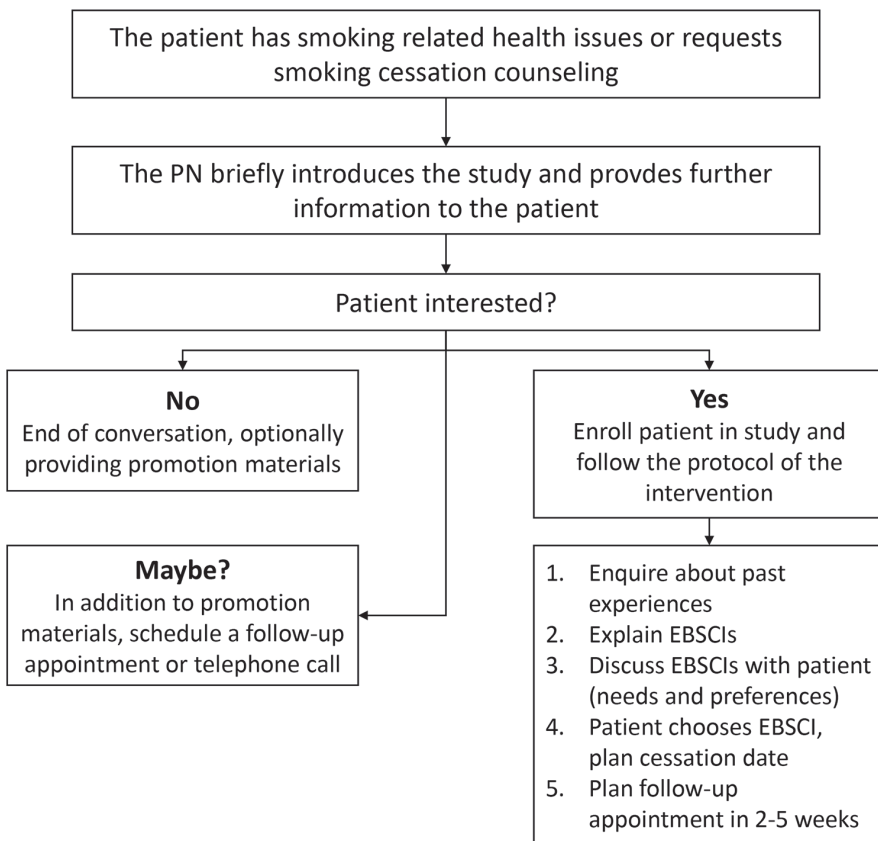 The patient has smoking related health issues or requests
smoking cessation counseling
The PN briefly introduces the study and provdes further
information to the patient
Patient interested?
No
End of conversation, optionally
providing promotion materials
Yes
Enroll patient in study and
follow the protocol of the
intervention
Maybe?
In addition to promotion
materials, schedule a follow-up
appointment or telephone call
1. Enquire about past
experiences
2. Explain EBSCIs
3. Discuss EBSCIs with patient
(needs and preferences)
4. Patient chooses EBSCI,
plan cessation date
5. Plan follow-up
appointment in 2-5 weeks